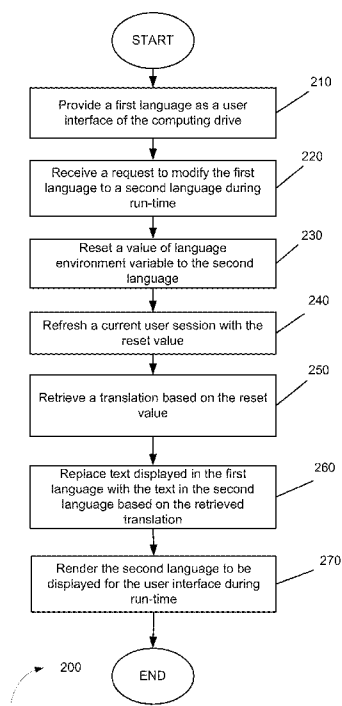 START
210
Provide a first language as a user
interface of the computing drive
220
Receive a request to modify the first
language to a second language during
run-time
230
Reset a value of language
environment variable to the second
language
240
Refresh a current user session with the
reset value
250
Retrieve a translation based on the reset
value
260
Replace text displayed in the first
language with the text in the second
language based on the retrieved
translation
270
Render the second language to be
displayed for the user interface during
run-time
END
200